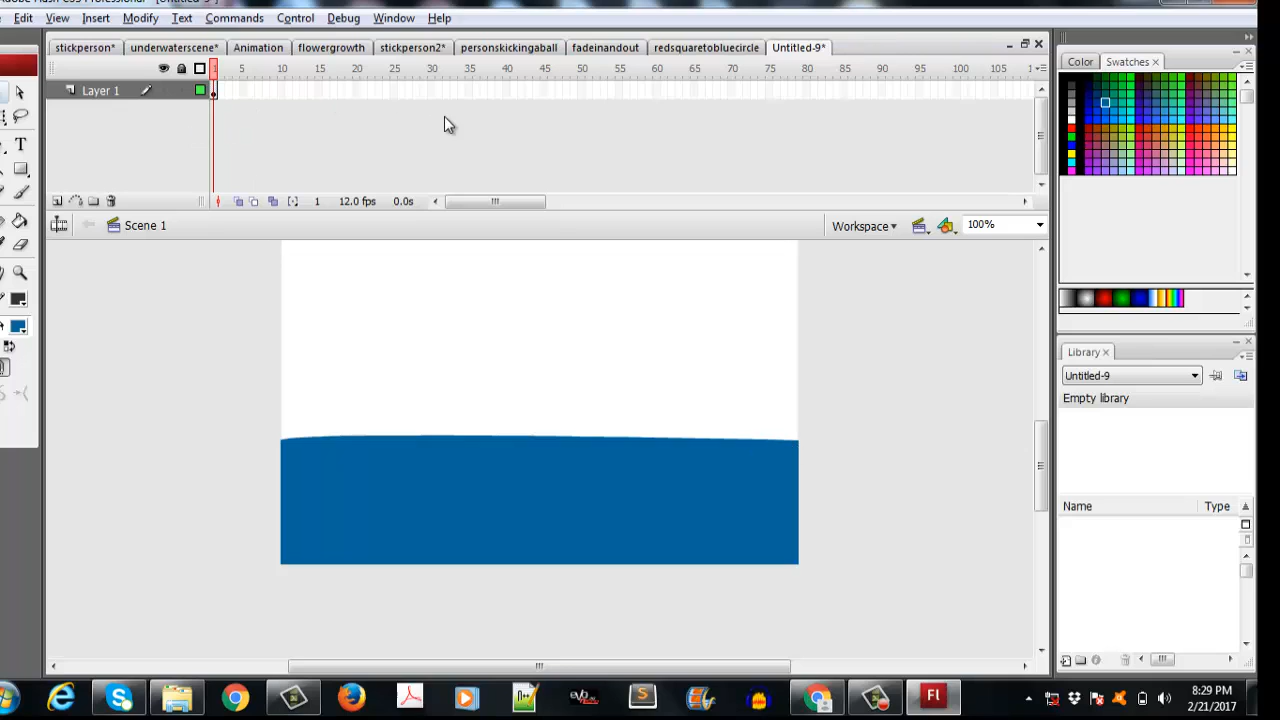 Edit View Insert Modify Text Commands Control Debug Window Help
stickperson* underwaterscene* Animation flowergrowth stickperson2* personskickingaball fadeinandout redsquaretobluecircle Untitled-9*
1 5 10 15 20 25 30 35 40 45 50 55 60 65 70 75 80 85 90 95 100 105
Layer 1
1 12.0 fps 0.0s
Scene 1
Workspace
100%
Color Swatches
Library
Untitled-9
Empty library
Name Type
Fl
8:29 PM
2/21/2017